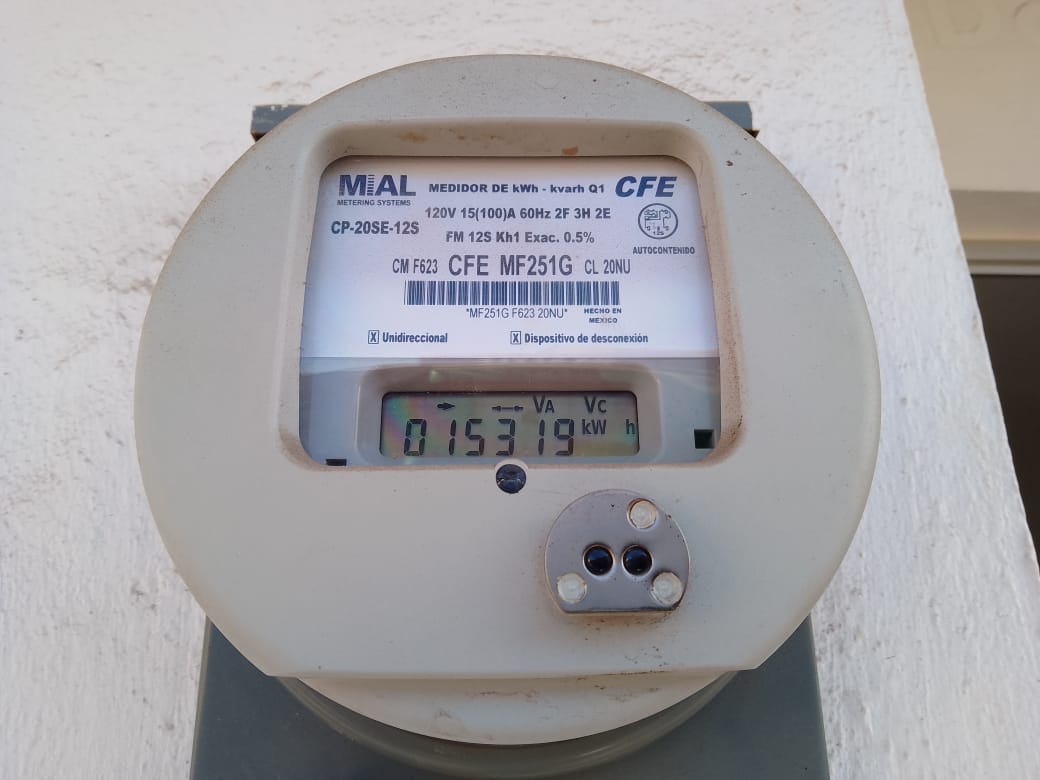 MIAL MEDIDOR DE kWh - kvarh Q1 CFE
METERING SYSTEMS
120V 15(100)A 60Hz 2F 3H 2E
CP-20SE-12S
FM 12S Kh1 Exac. 0.5%
12S
AUTOCONTENIDO
CM F623 CFE MF251G CL 20NU
*MF251G F623 20NU* HECHO EN
MEXICO
X Unidireccional X Dispositivo de desconexión
VA VC
015319 kW h